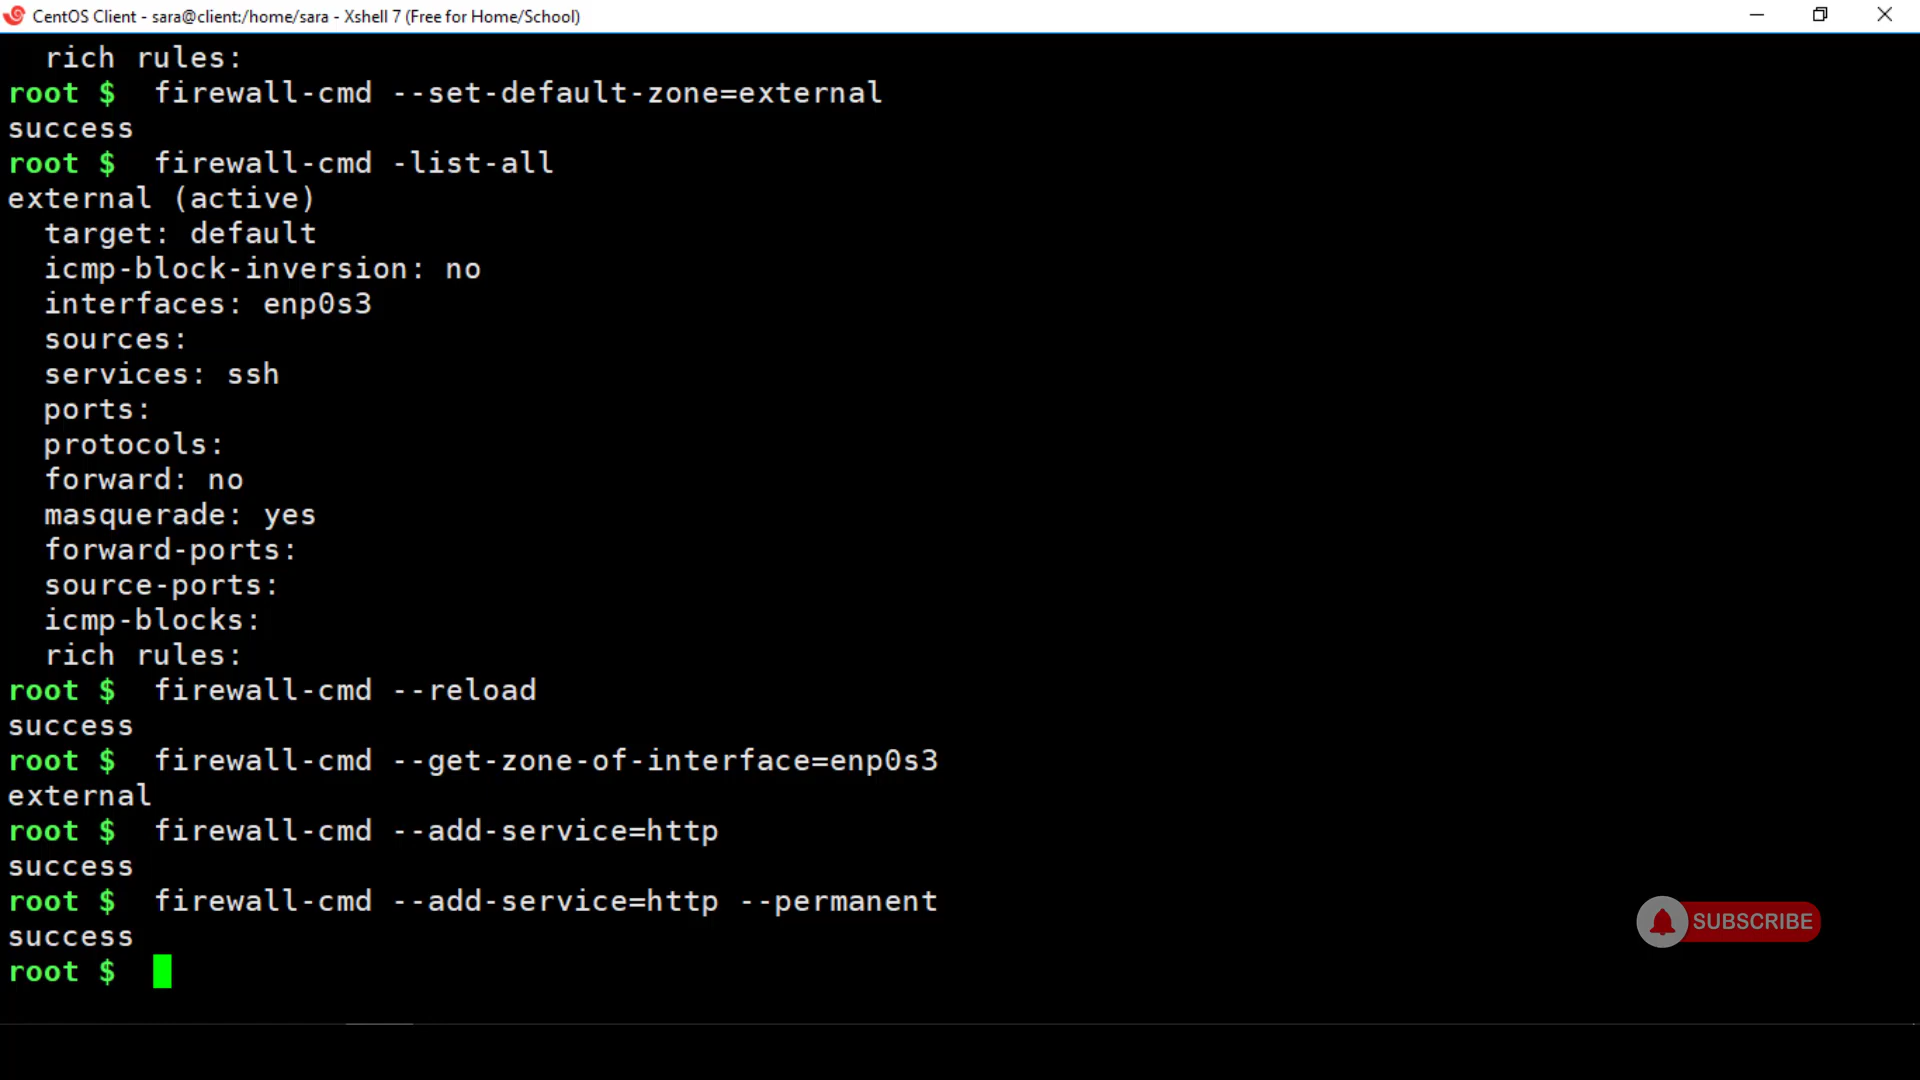 CentOS Client - sara@client:/home/sara - Xshell 7 (Free for Home/School)
  rich rules:
root $  firewall-cmd --set-default-zone=external
success
root $  firewall-cmd -list-all
external (active)
  target: default
  icmp-block-inversion: no
  interfaces: enp0s3
  sources:
  services: ssh
  ports:
  protocols:
  forward: no
  masquerade: yes
  forward-ports:
  source-ports:
  icmp-blocks:
  rich rules:
root $  firewall-cmd --reload
success
root $  firewall-cmd --get-zone-of-interface=enp0s3
external
root $  firewall-cmd --add-service=http
success
root $  firewall-cmd --add-service=http --permanent
success
root $
SUBSCRIBE